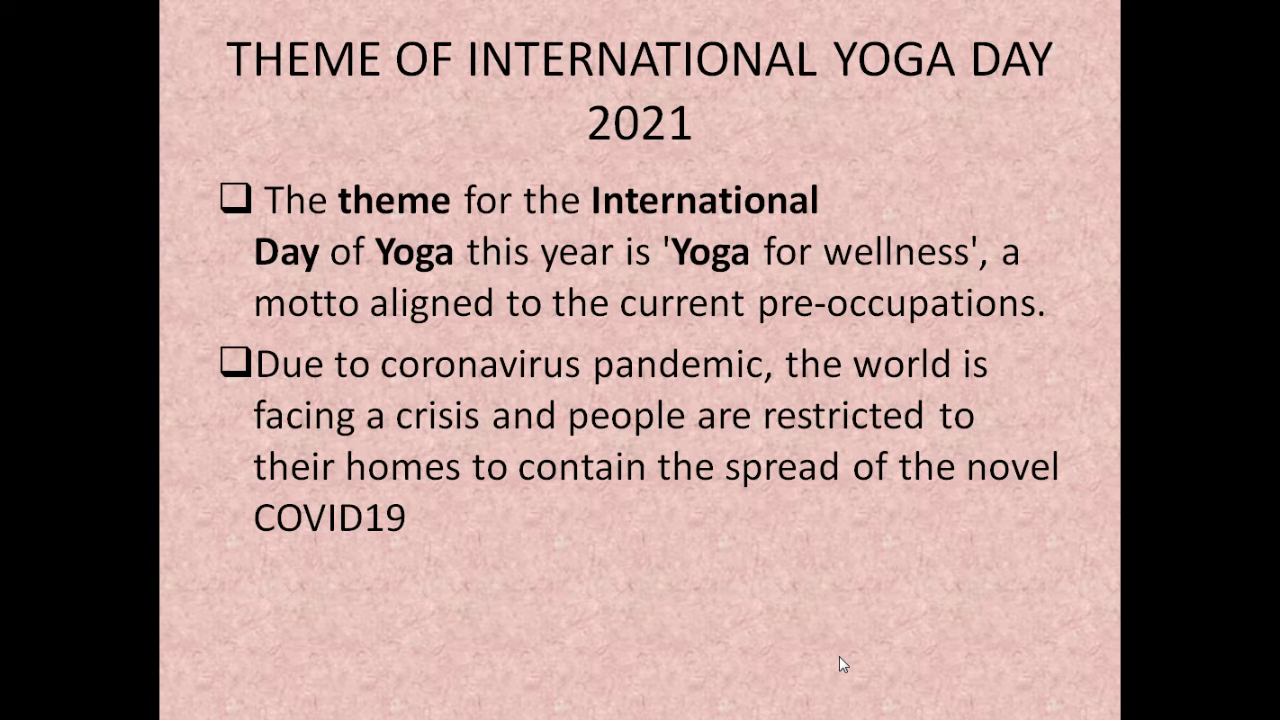 THEME OF INTERNATIONAL YOGA DAY
2021
❑ The theme for the International
Day of Yoga this year is 'Yoga for wellness', a
motto aligned to the current pre-occupations.
❑Due to coronavirus pandemic, the world is
facing a crisis and people are restricted to
their homes to contain the spread of the novel
COVID19